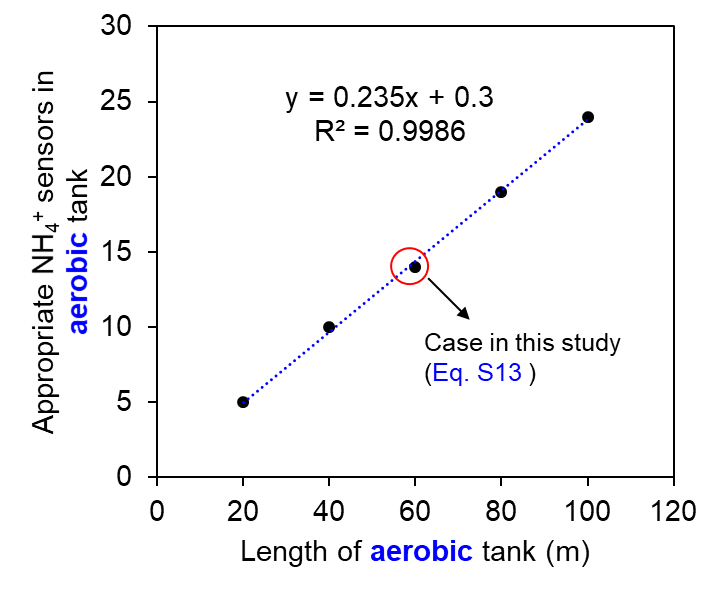 Appropriate NH₄⁺ sensors in
aerobic tank
30
25
20
15
10
5
0
y = 0.235x + 0.3
R² = 0.9986
Case in this study
(Eq. S13 )
0 20 40 60 80 100 120
Length of aerobic tank (m)